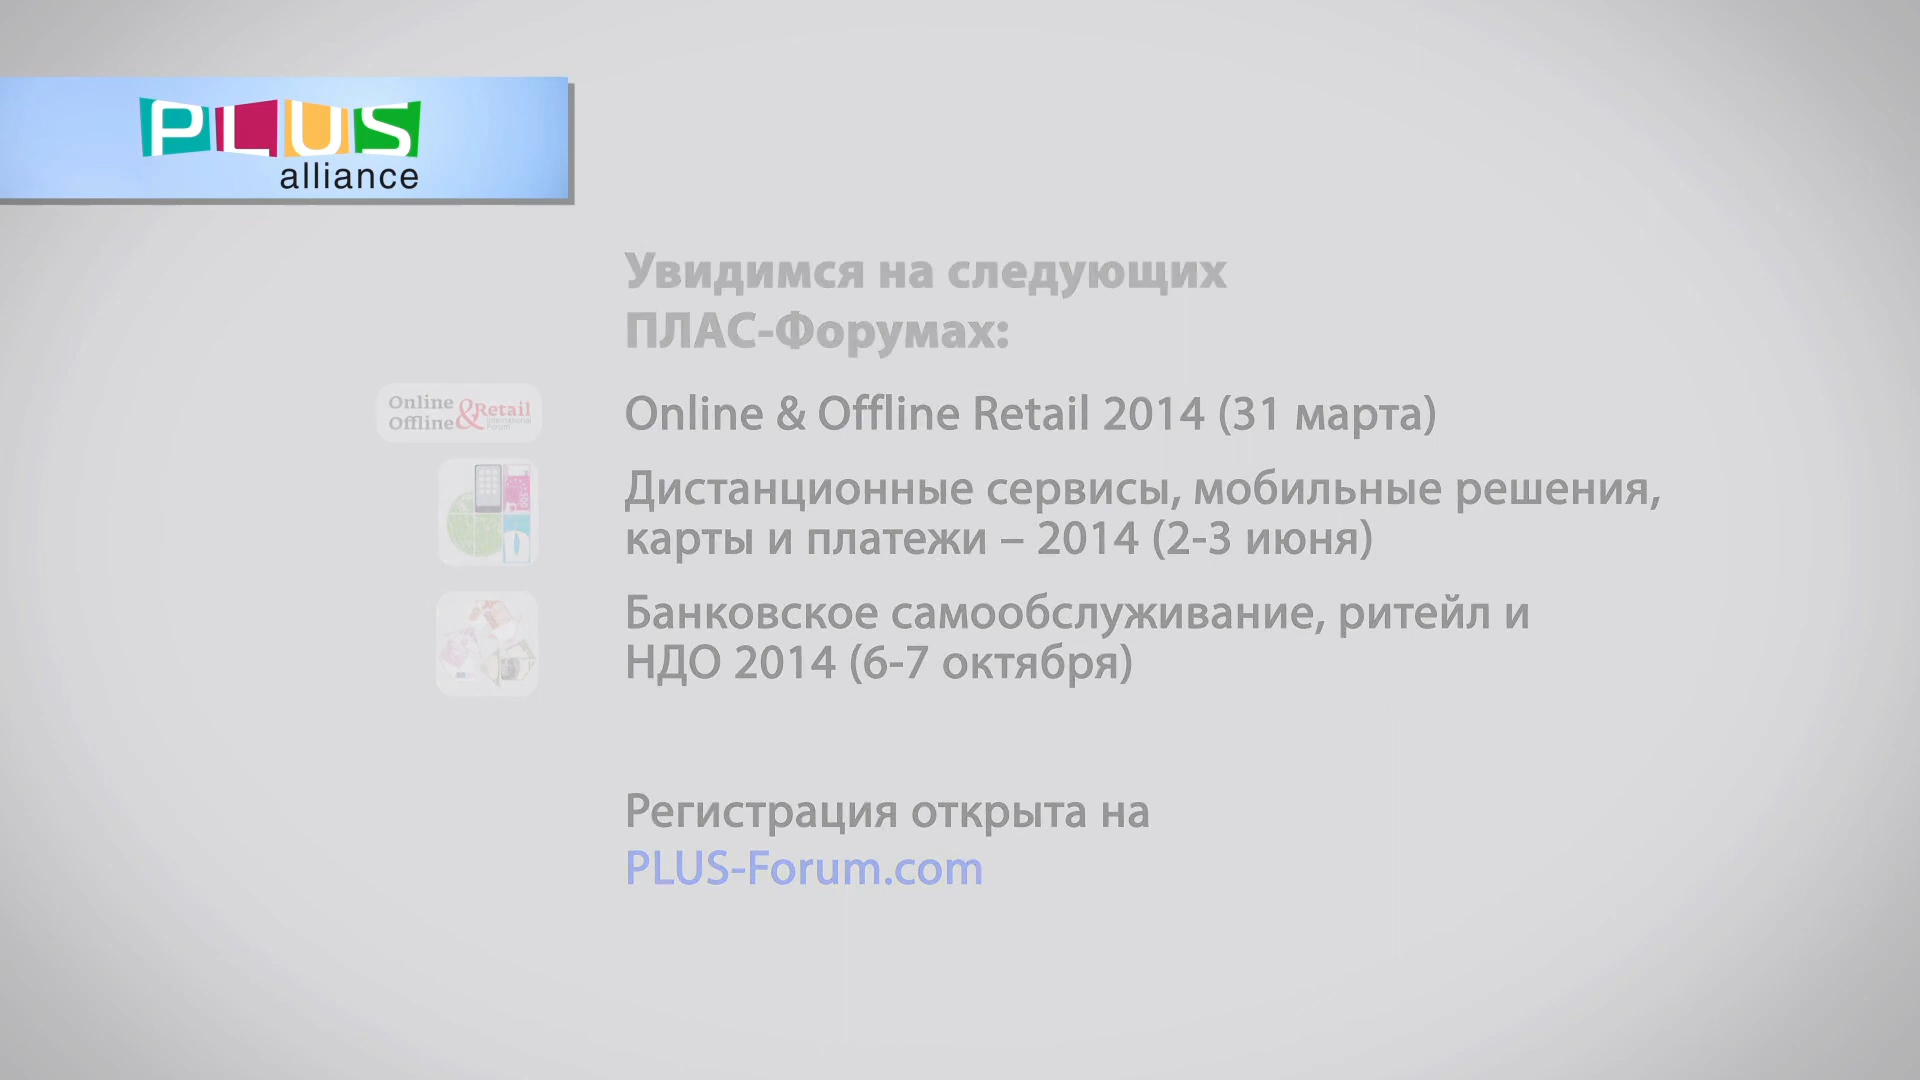 PLUS
alliance
Увидимся на следующих
ПЛАС-Форумах:
Online
Offline
&
Retail
International
Forum
Online & Offline Retail 2014 (31 марта)
Дистанционные сервисы, мобильные решения,
карты и платежи – 2014 (2-3 июня)
Банковское самообслуживание, ритейл и
НДО 2014 (6-7 октября)
Регистрация открыта на
PLUS-Forum.com